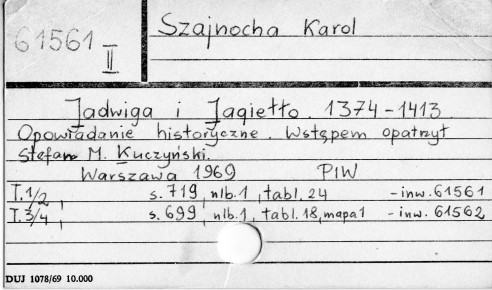 61561
II
Szajnocha Karol
Jadwiga i Jagiełło. 1374-1413.
Opowiadanie historyczne. Wstępem opatrzył
Stefan M. Kuczyński.
Warszawa 1969 PIW
T.1/2, s. 719, nlb.1, tabl. 24 - inw. 61561
T.3/4, s. 699, nlb.1, tabl. 18, mapa 1 - inw. 61562
DUJ 1078/69 10.000